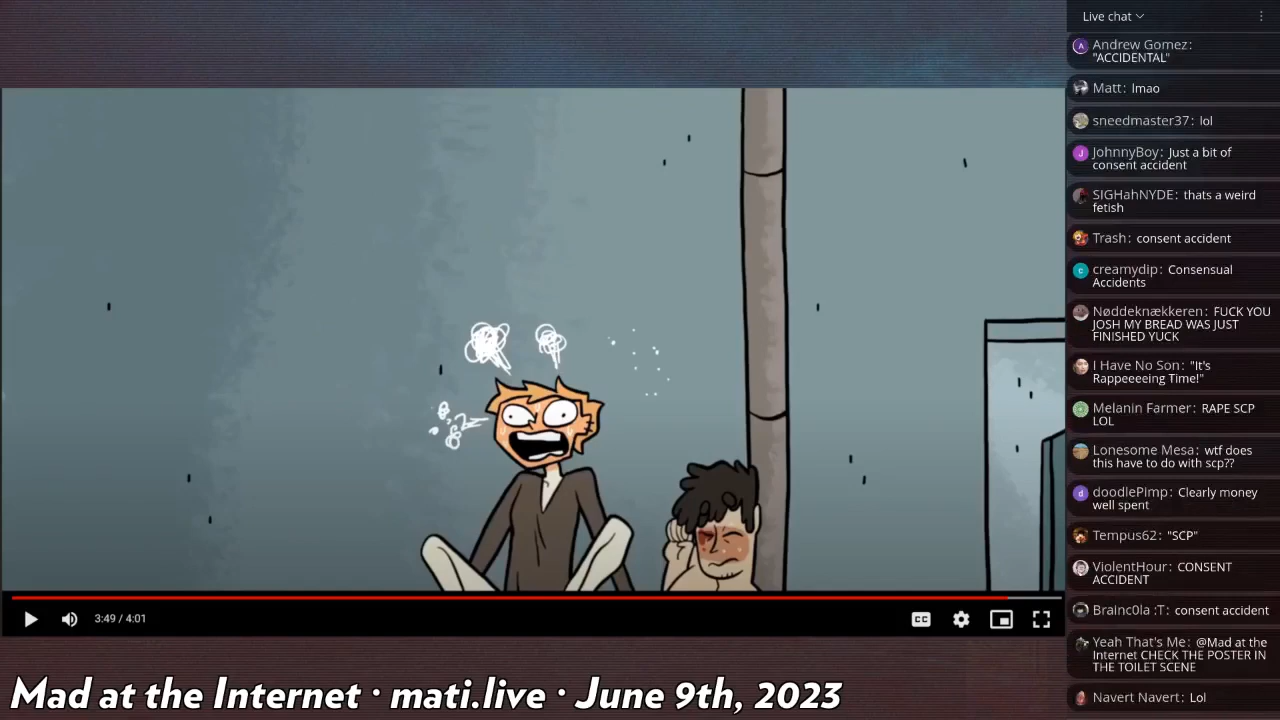 Live chat
A Andrew Gomez: 
"ACCIDENTAL"
Matt: lmao
sneedmaster37: lol
J JohnnyBoy: Just a bit of
consent accident
SIGHahNYDE: thats a weird
fetish
Trash: consent accident
c creamydip: Consensual
Accidents
Nøddeknækkeren: FUCK YOU
JOSH MY BREAD WAS JUST
FINISHED YUCK
I Have No Son: "It's
Rappeeeeing Time!"
Melanin Farmer: RAPE SCP
LOL
Lonesome Mesa: wtf does
this have to do with scp??
d doodlePimp: Clearly money
well spent
Tempus62: "SCP"
ViolentHour: CONSENT
ACCIDENT
Brainc0la :T: consent accident
Yeah That's Me: @Mad at the
Internet CHECK THE POSTER IN
THE TOILET SCENE
Navert Navert: Lol
3:49 / 4:01
CC
Mad at the Internet · mati.live · June 9th, 2023